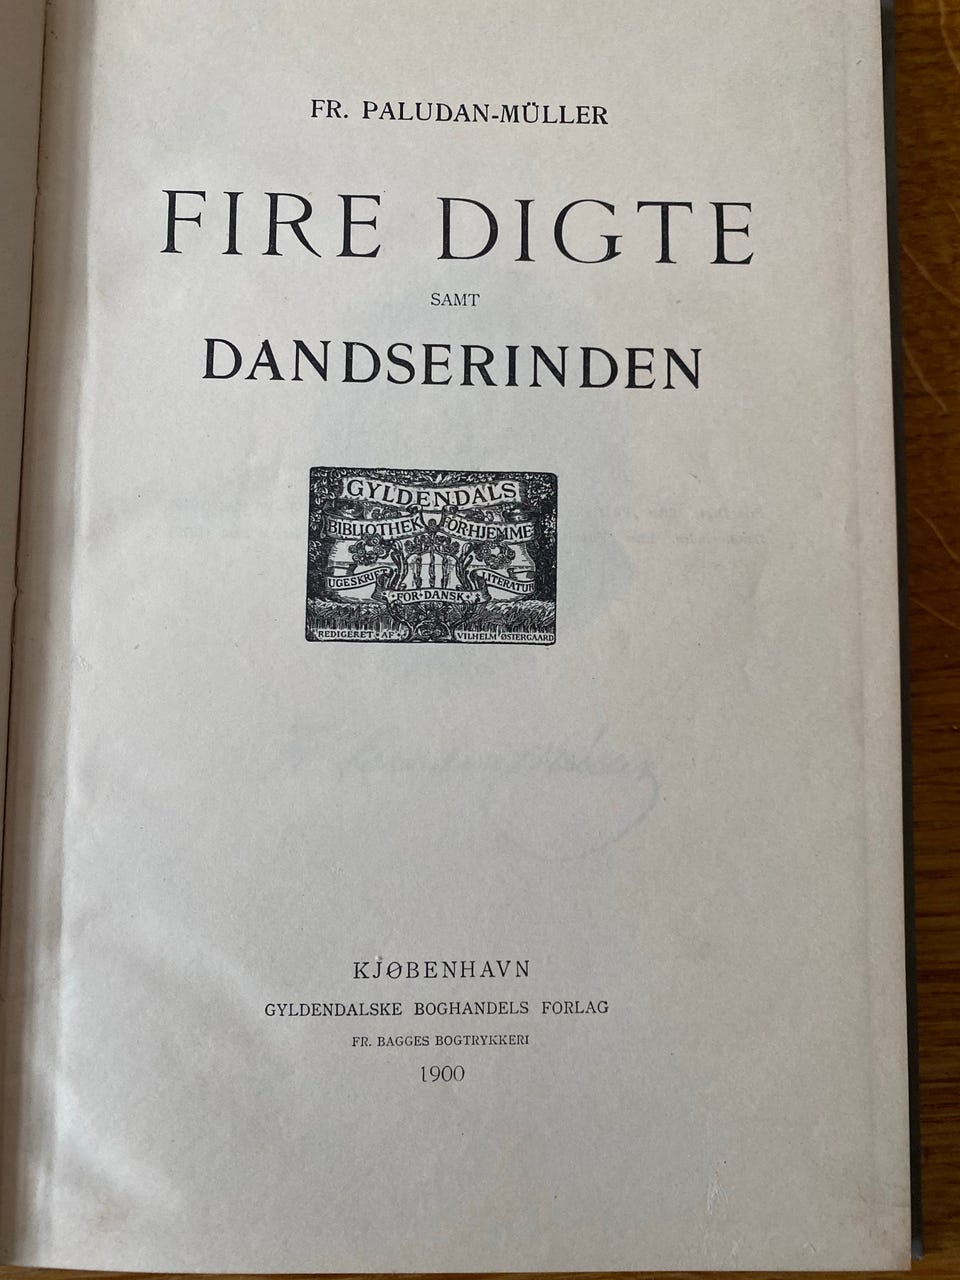 FR. PALUDAN-MÜLLER
FIRE DIGTE
SAMT
DANDSERINDEN
GYLDENDALS
BIBLIOTHEK FOR HJEMMET
UGESKRIFT FOR DANSK LITERATUR
REDIGERET AF VILHELM ØSTERGAARD
KJØBENHAVN
GYLDENDALSKE BOGHANDELS FORLAG
FR. BAGGES BOGTRYKKERI
1900